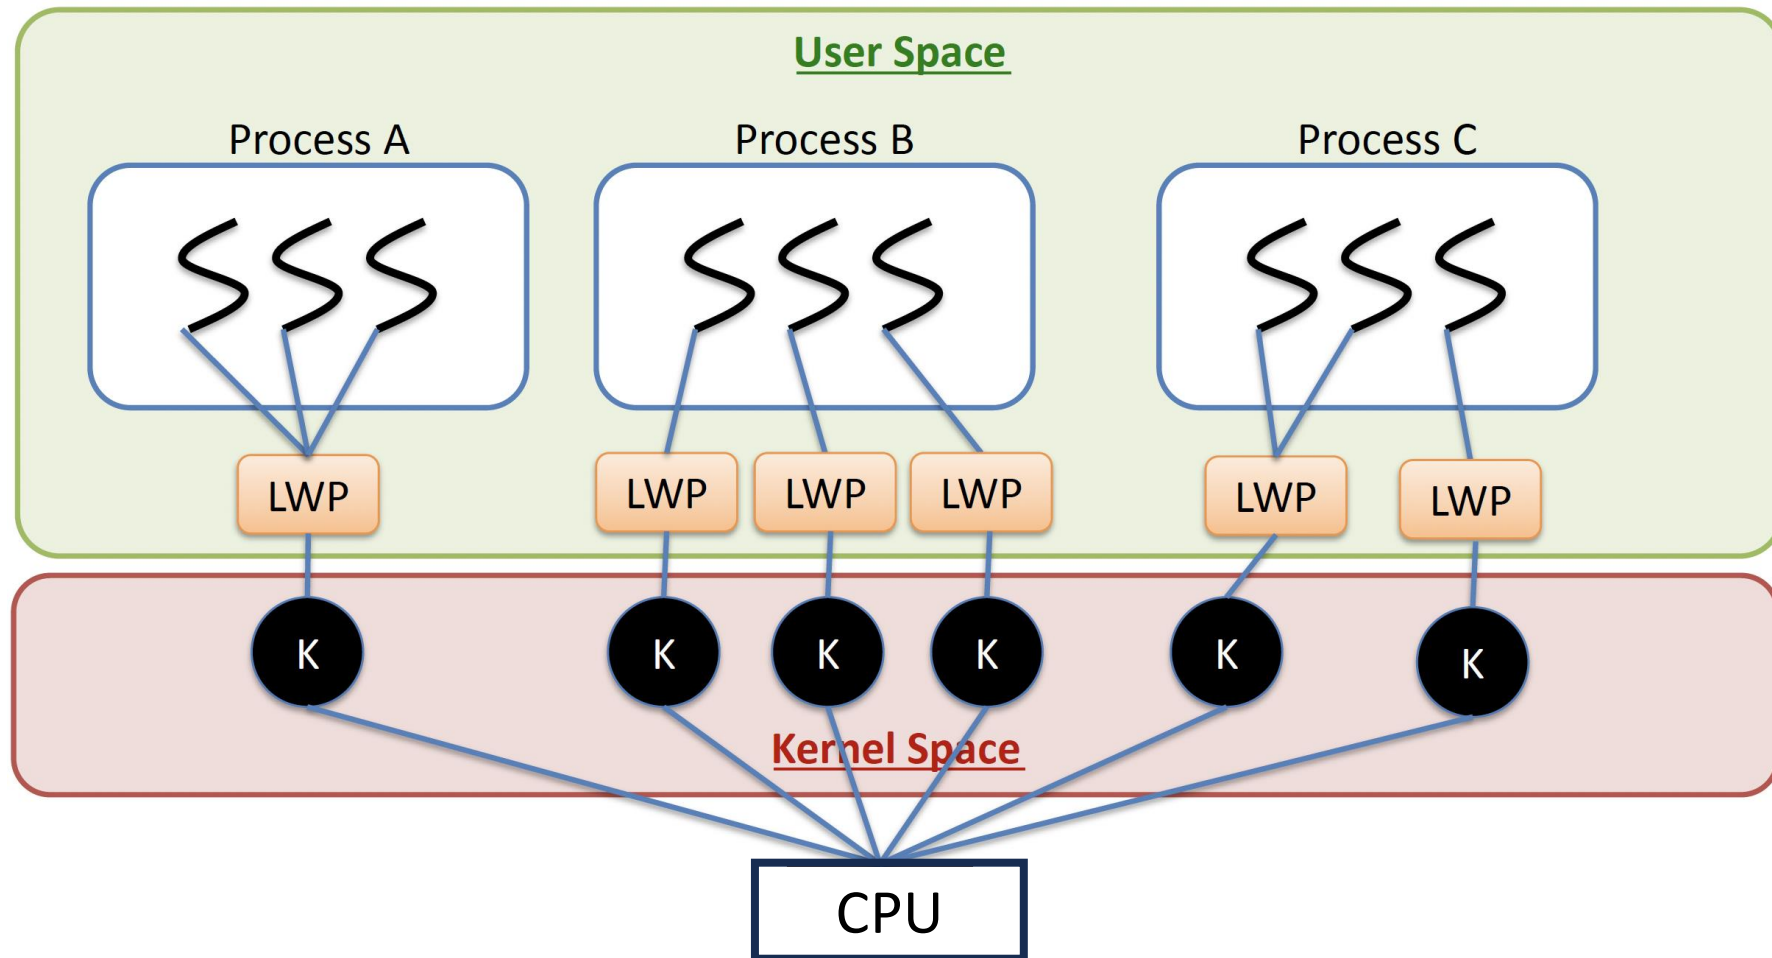 User Space
Process A
Process B
Process C
LWP
LWP
LWP
LWP
LWP
LWP
K
K
K
K
K
K
Kernel Space
CPU